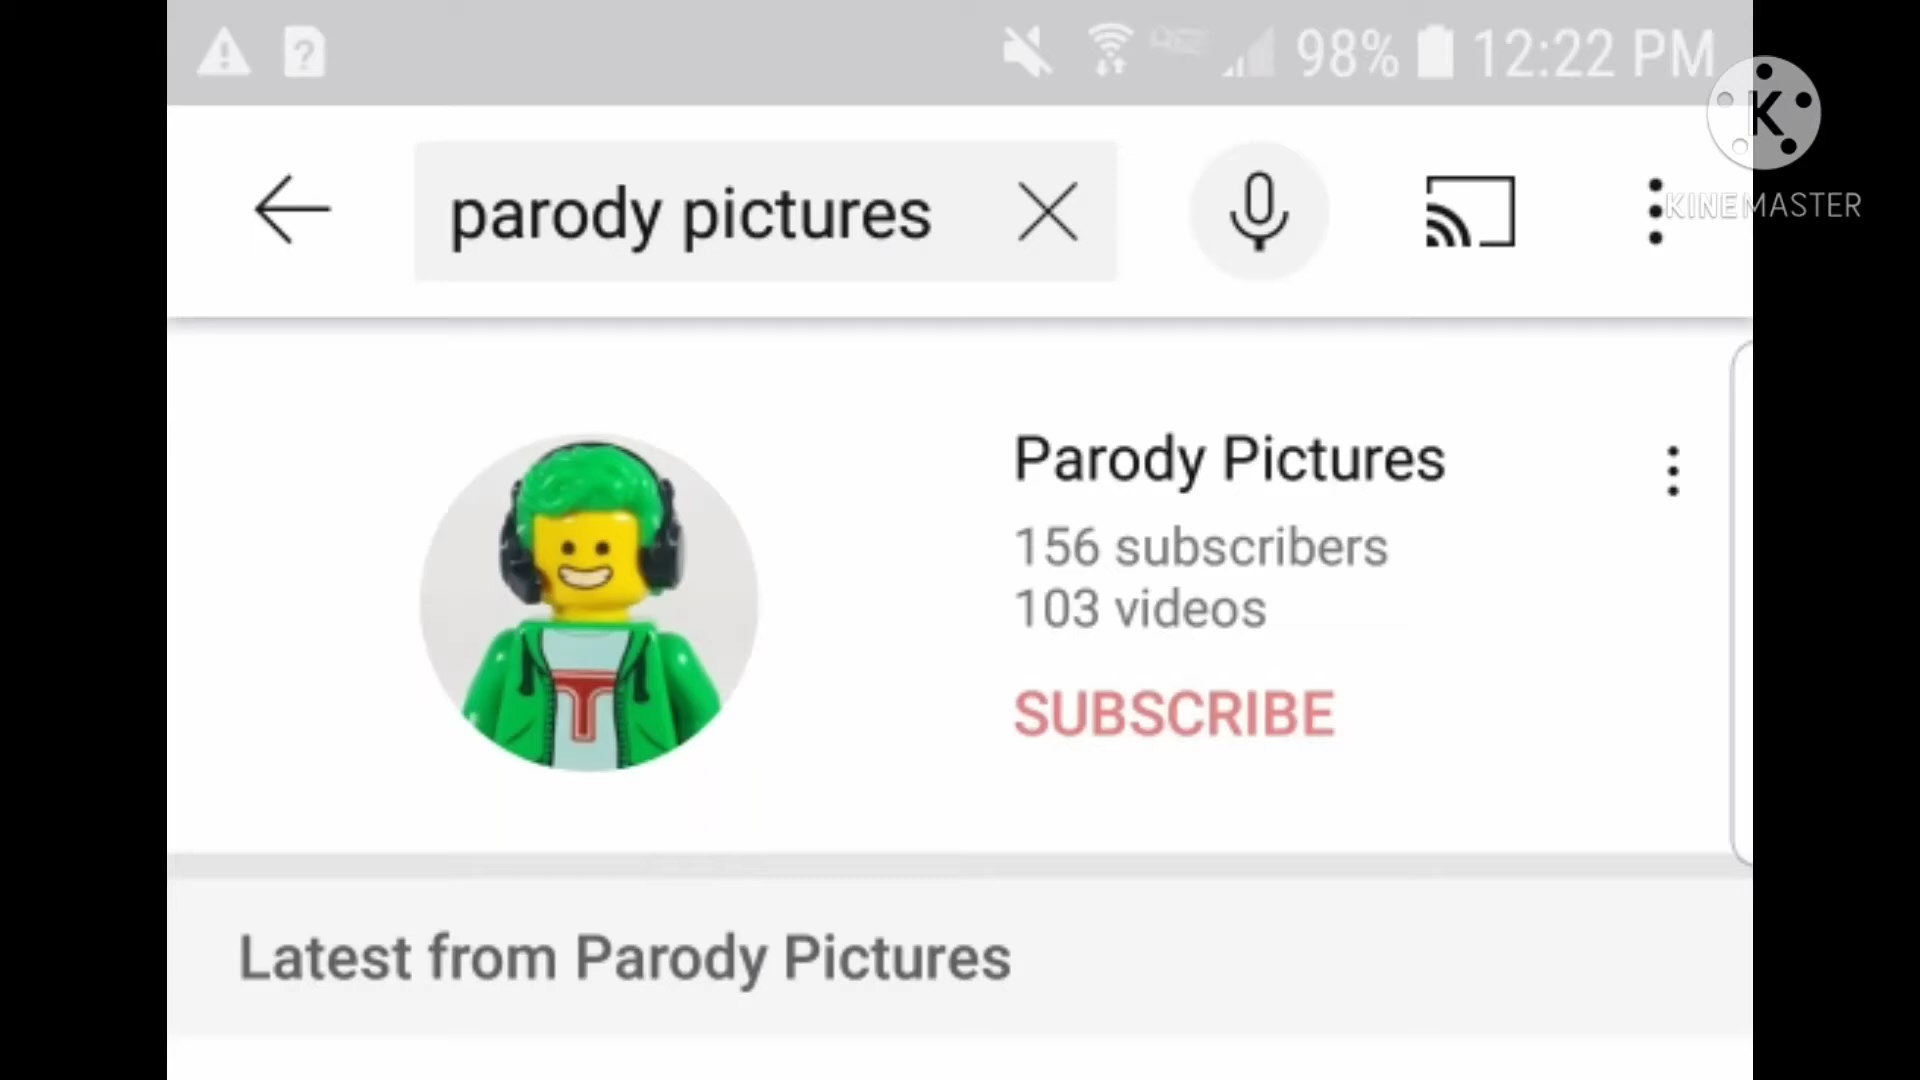 98% 12:22 PM
K
KINEMASTER
parody pictures
Parody Pictures
156 subscribers
103 videos
SUBSCRIBE
Latest from Parody Pictures